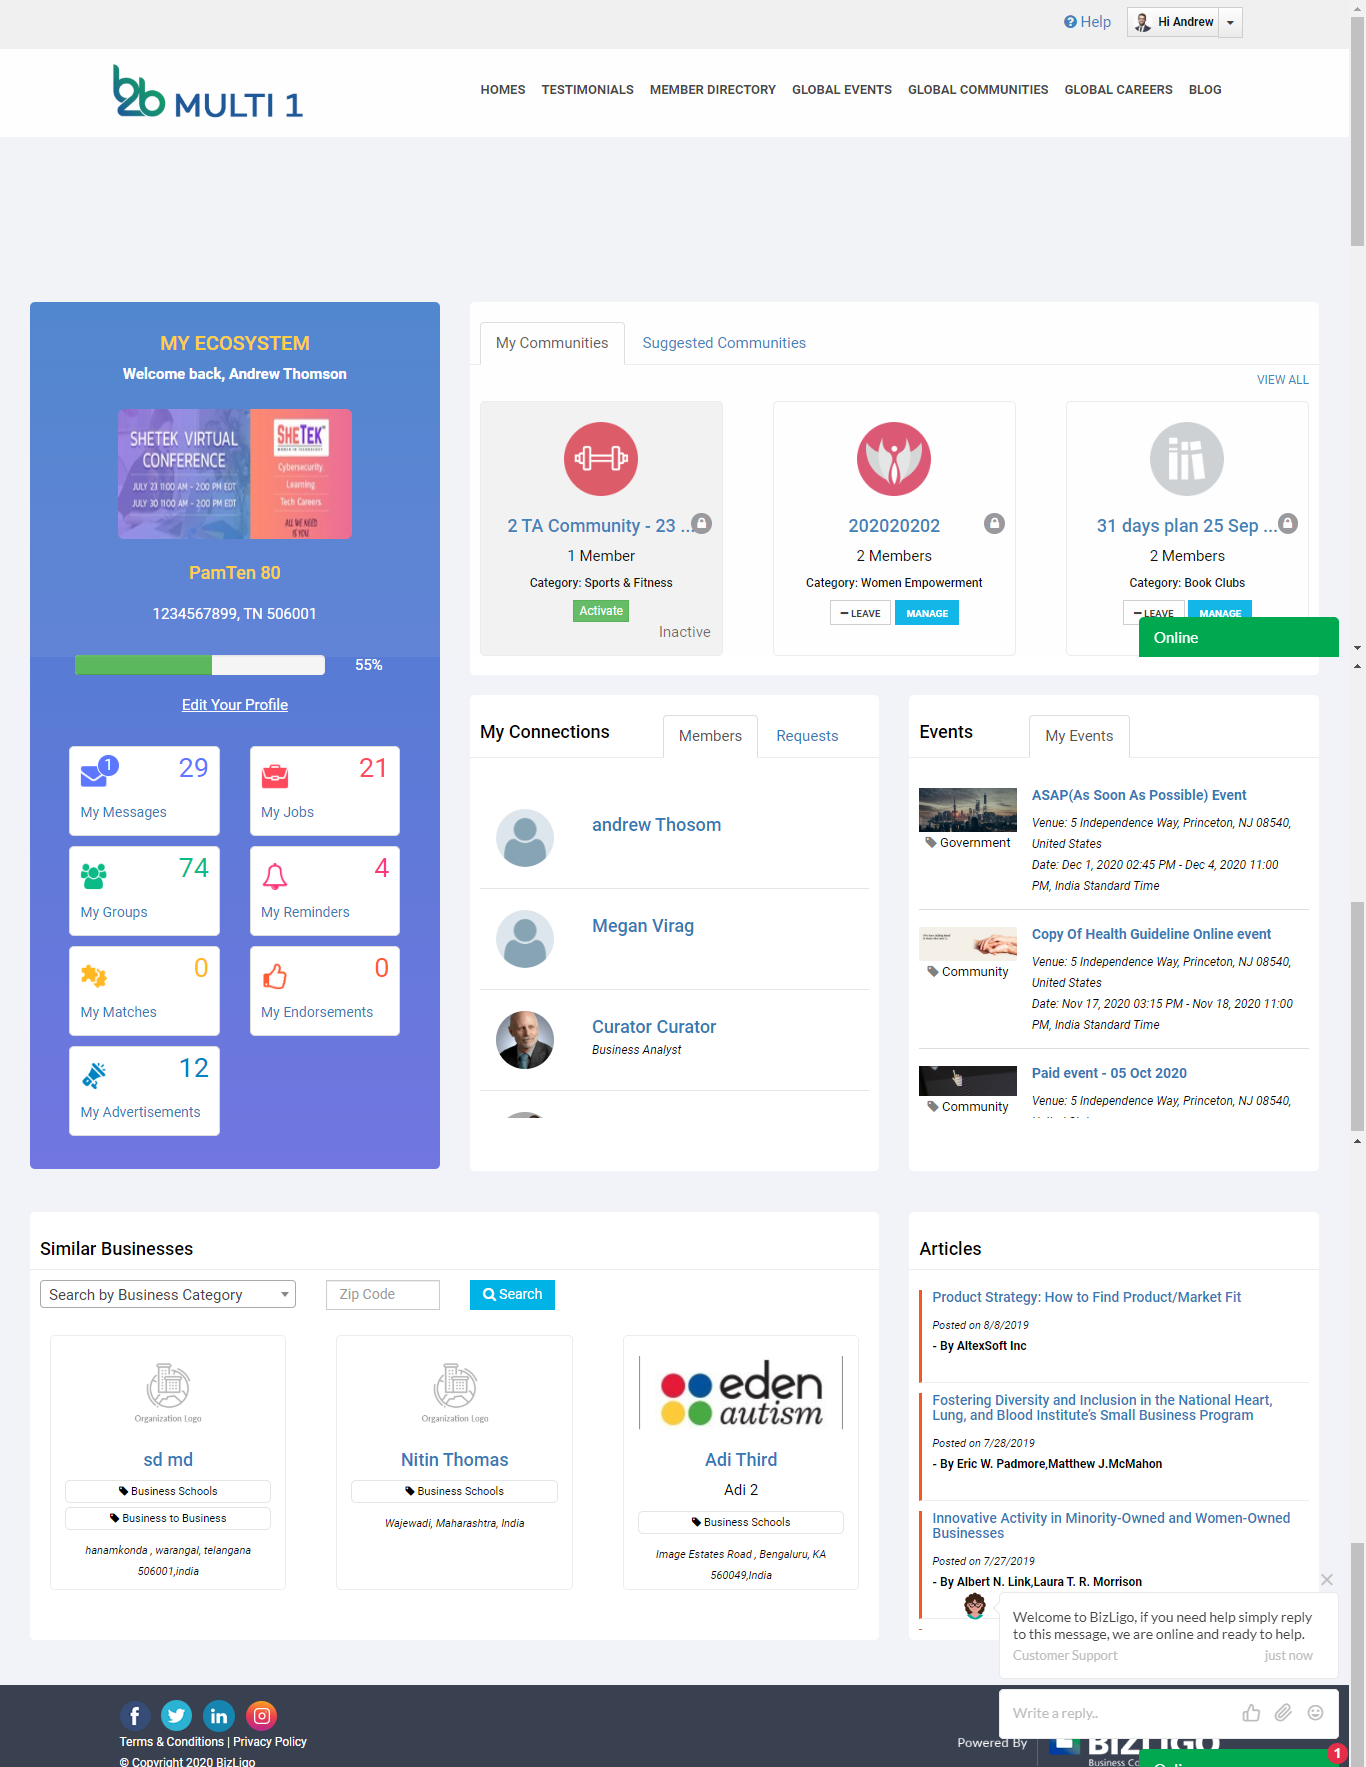 Help
Hi Andrew
b2b MULTI 1
HOMES TESTIMONIALS MEMBER DIRECTORY GLOBAL EVENTS GLOBAL COMMUNITIES GLOBAL CAREERS BLOG
MY ECOSYSTEM
Welcome back, Andrew Thomson
SHETEK VIRTUAL
CONFERENCE
JULY 23 11:00 AM - 2:00 PM EDT
JULY 30 11:00 AM - 2:00 PM EDT
SHETEK
Cybersecurity
Learning
Tech Careers
ALL WE NEED
IS YOU
PamTen 80
1234567899, TN 506001
55%
Edit Your Profile
1
29
My Messages
21
My Jobs
74
My Groups
4
My Reminders
0
My Matches
0
My Endorsements
12
My Advertisements
My Communities
Suggested Communities
VIEW ALL
2 TA Community - 23 ...
1 Member
Category: Sports & Fitness
Activate
Inactive
202020202
2 Members
Category: Women Empowerment
LEAVE
MANAGE
31 days plan 25 Sep ...
2 Members
Category: Book Clubs
LEAVE
MANAGE
Online
My Connections
Members
Requests
andrew Thosom
Megan Virag
Curator Curator
Business Analyst
Events
My Events
ASAP(As Soon As Possible) Event
Venue: 5 Independence Way, Princeton, NJ 08540,
United States
Date: Dec 1, 2020 02:45 PM - Dec 4, 2020 11:00
PM, India Standard Time
Government
Copy Of Health Guideline Online event
Venue: 5 Independence Way, Princeton, NJ 08540,
United States
Date: Nov 17, 2020 03:15 PM - Nov 18, 2020 11:00
PM, India Standard Time
Community
Paid event - 05 Oct 2020
Venue: 5 Independence Way, Princeton, NJ 08540,
Community
Similar Businesses
Search by Business Category
Zip Code
Search
Organization Logo
sd md
Business Schools
Business to Business
hanamkonda , warangal, telangana
506001,india
Organization Logo
Nitin Thomas
Business Schools
Wajewadi, Maharashtra, India
eden
autism
Adi Third
Adi 2
Business Schools
Image Estates Road , Bengaluru, KA
560049,India
Articles
Product Strategy: How to Find Product/Market Fit
Posted on 8/8/2019
- By AltexSoft Inc
Fostering Diversity and Inclusion in the National Heart,
Lung, and Blood Institute's Small Business Program
Posted on 7/28/2019
- By Eric W. Padmore,Matthew J.McMahon
Innovative Activity in Minority-Owned and Women-Owned
Businesses
Posted on 7/27/2019
- By Albert N. Link,Laura T. R. Morrison
Welcome to BizLigo, if you need help simply reply
to this message, we are online and ready to help.
Customer Support
just now
Write a reply..
Terms & Conditions | Privacy Policy
© Copyright 2020 BizLigo
Powered By
BIZLIGO
Business
Online
1